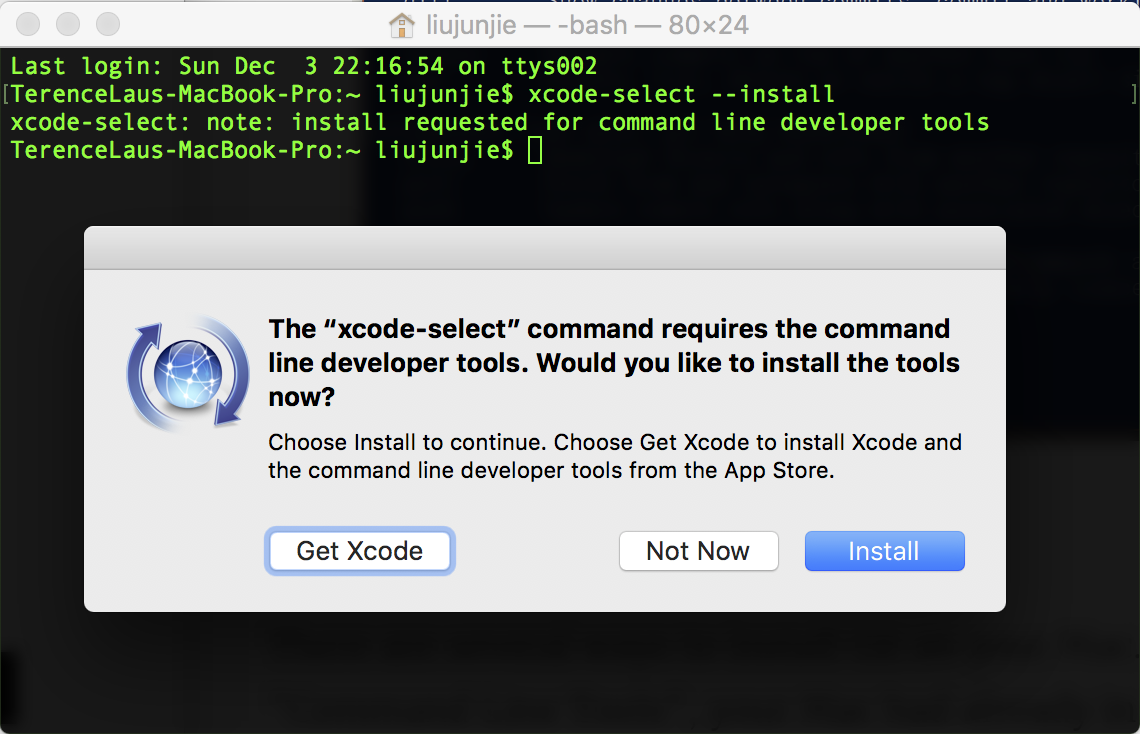 liujunjie — -bash — 80×24
Last login: Sun Dec  3 22:16:54 on ttys002
[TerenceLaus-MacBook-Pro:~ liujunjie$ xcode-select --install ]
xcode-select: note: install requested for command line developer tools
TerenceLaus-MacBook-Pro:~ liujunjie$
The “xcode-select” command requires the command
line developer tools. Would you like to install the tools
now?
Choose Install to continue. Choose Get Xcode to install Xcode and
the command line developer tools from the App Store.
Get Xcode
Not Now
Install